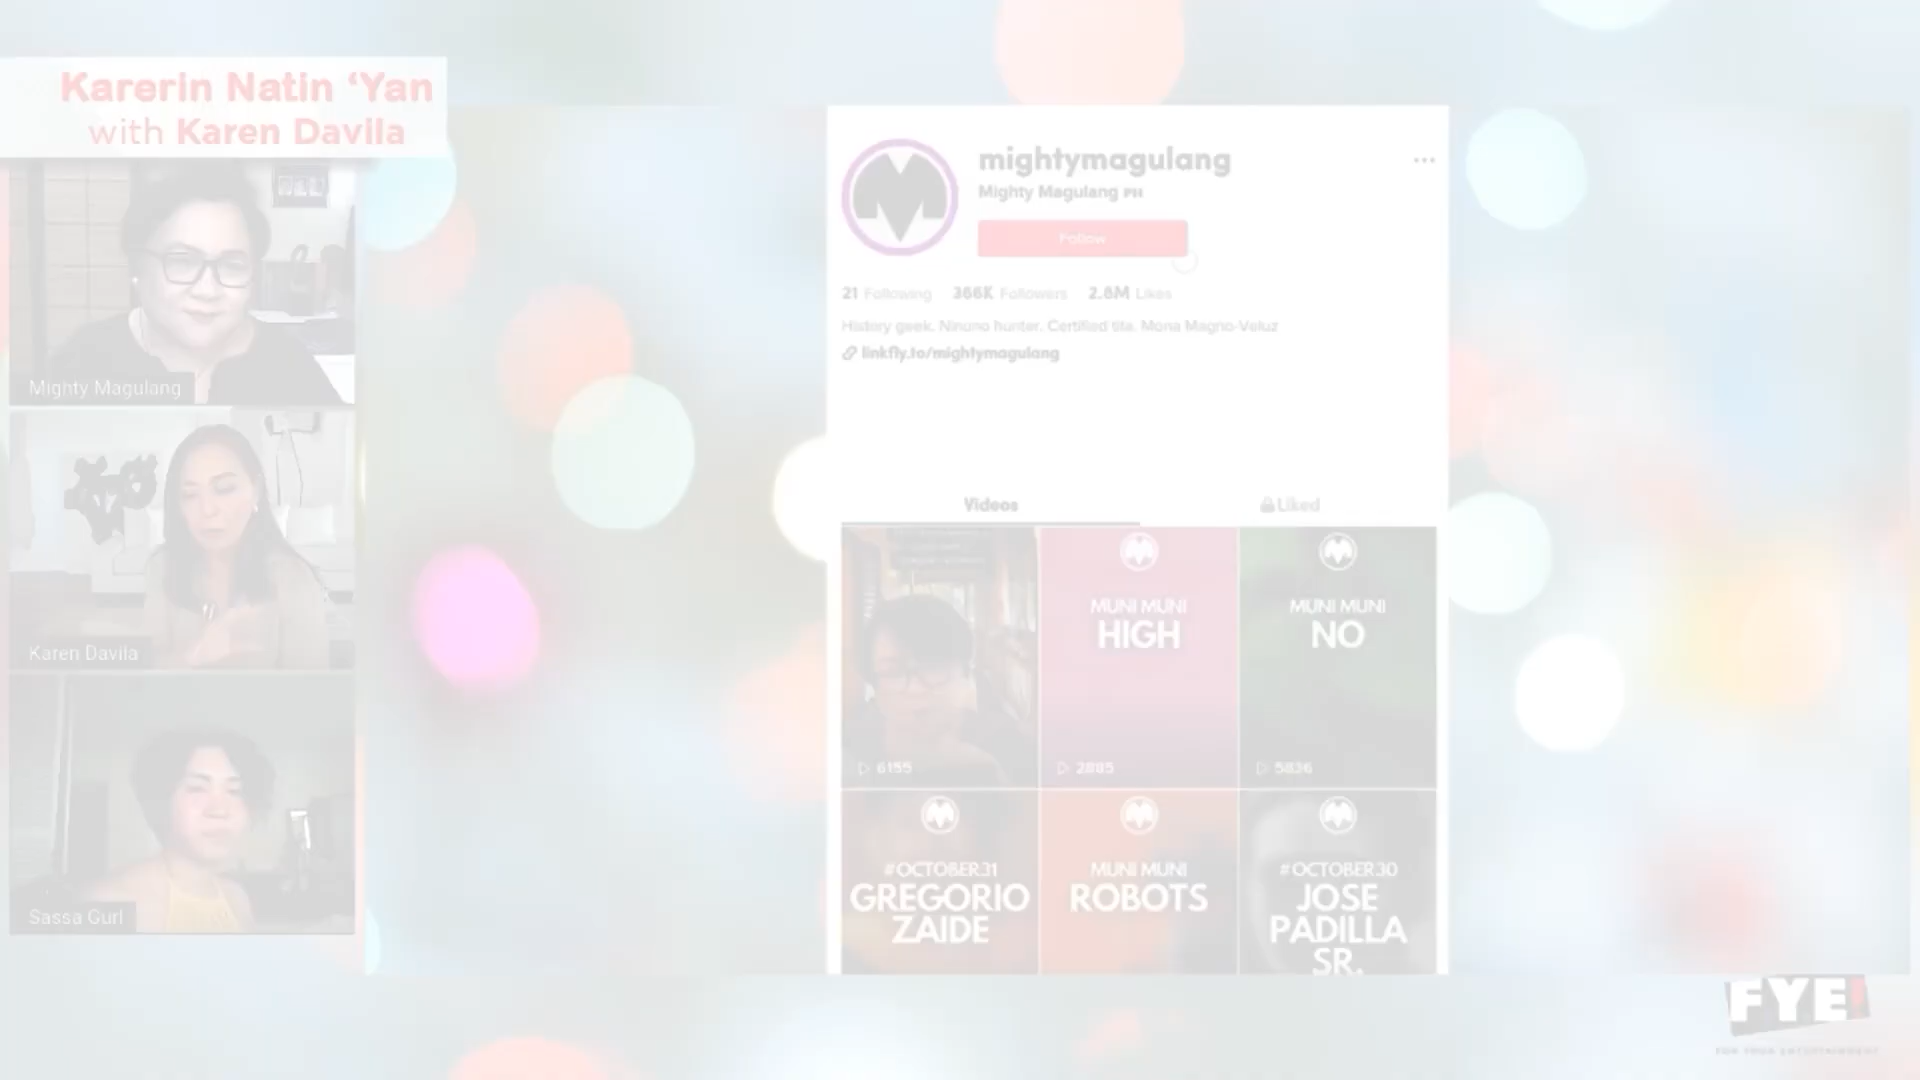 Karerin Natin ‘Yan
with Karen Davila
Mighty Magulang
Karen Davila
Sassa Gurl
mightymagulang
Mighty Magulang PH
Follow
21 Following 366K Followers 2.8M Likes
History geek. Ninuno hunter. Certified tita. Mona Magno-Veluz
linkfly.to/mightymagulang
Videos
Liked
MUNI MUNI
HIGH
MUNI MUNI
NO
6155
2885
5836
#OCTOBER31
GREGORIO
ZAIDE
MUNI MUNI
ROBOTS
#OCTOBER30
JOSE
PADILLA
SR.
FYE!
FOR YOUR ENTERTAINMENT